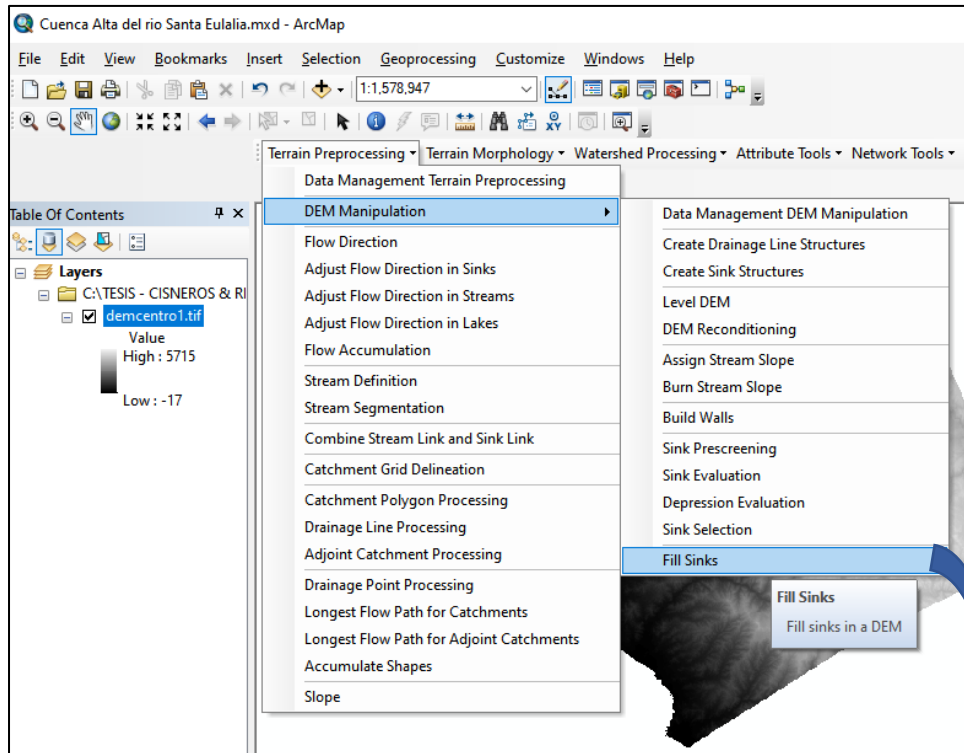 Cuenca Alta del rio Santa Eulalia.mxd - ArcMap
File Edit View Bookmarks Insert Selection Geoprocessing Customize Windows Help
1:1,578,947
Terrain Preprocessing Terrain Morphology Watershed Processing Attribute Tools Network Tools
Table Of Contents
Layers
C:\TESIS - CISNEROS & RI
demcentro1.tif
Value
High : 5715
Low : -17
Data Management Terrain Preprocessing
DEM Manipulation
Flow Direction
Adjust Flow Direction in Sinks
Adjust Flow Direction in Streams
Adjust Flow Direction in Lakes
Flow Accumulation
Stream Definition
Stream Segmentation
Combine Stream Link and Sink Link
Catchment Grid Delineation
Catchment Polygon Processing
Drainage Line Processing
Adjoint Catchment Processing
Drainage Point Processing
Longest Flow Path for Catchments
Longest Flow Path for Adjoint Catchments
Accumulate Shapes
Slope
Data Management DEM Manipulation
Create Drainage Line Structures
Create Sink Structures
Level DEM
DEM Reconditioning
Assign Stream Slope
Burn Stream Slope
Build Walls
Sink Prescreening
Sink Evaluation
Depression Evaluation
Sink Selection
Fill Sinks
Fill Sinks
Fill sinks in a DEM